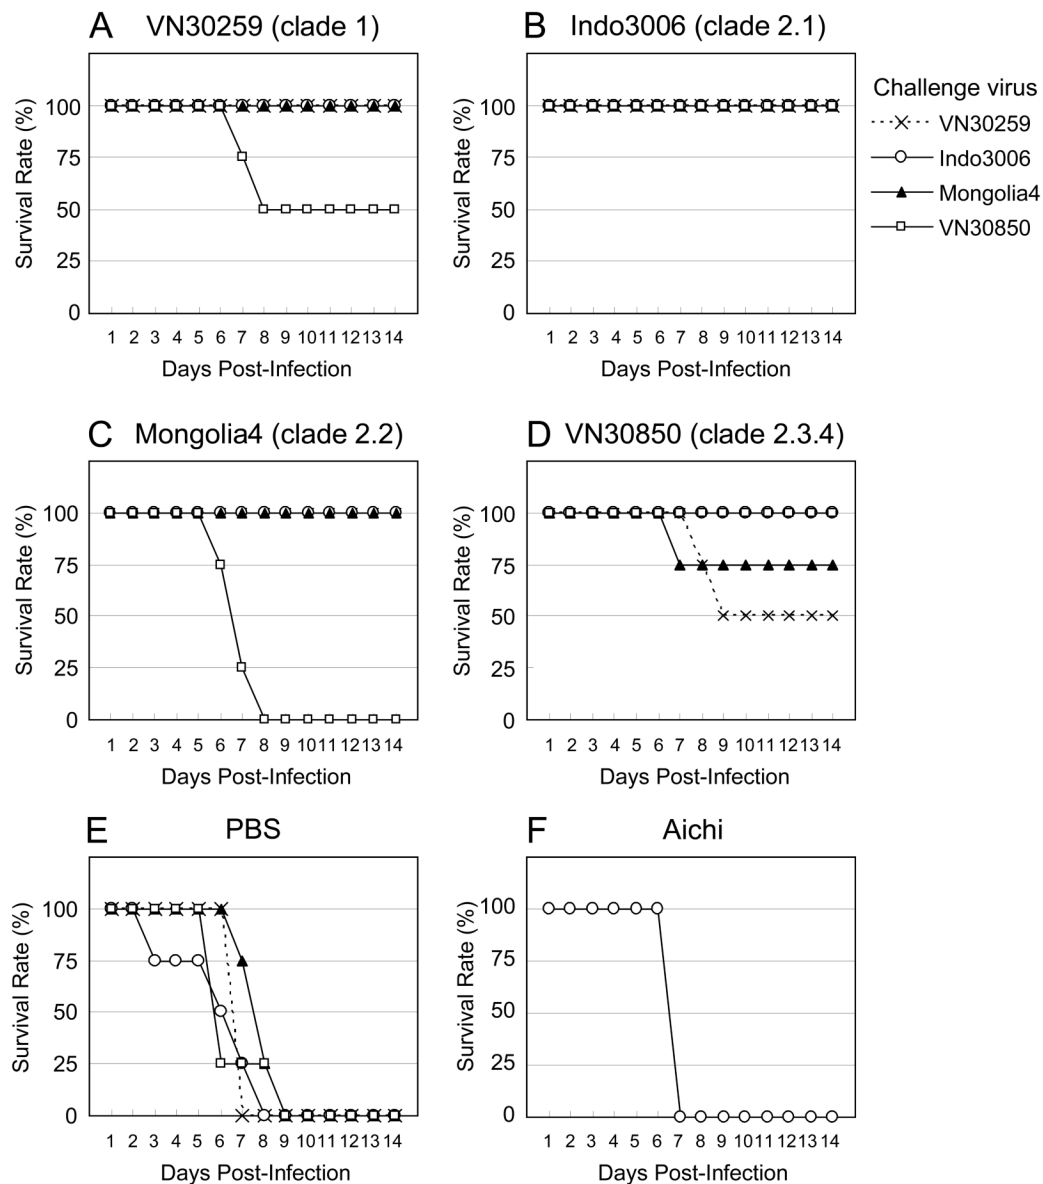 A VN30259 (clade 1)
100
75
50
25
0
Survival Rate (%)
1 2 3 4 5 6 7 8 9 10 11 12 13 14
Days Post-Infection
B Indo3006 (clade 2.1)
100
75
50
25
0
Survival Rate (%)
1 2 3 4 5 6 7 8 9 10 11 12 13 14
Days Post-Infection
Challenge virus
VN30259
Indo3006
Mongolia4
VN30850
C Mongolia4 (clade 2.2)
100
75
50
25
0
Survival Rate (%)
1 2 3 4 5 6 7 8 9 10 11 12 13 14
Days Post-Infection
D VN30850 (clade 2.3.4)
100
75
50
25
0
Survival Rate (%)
1 2 3 4 5 6 7 8 9 10 11 12 13 14
Days Post-Infection
E PBS
100
75
50
25
0
Survival Rate (%)
1 2 3 4 5 6 7 8 9 10 11 12 13 14
Days Post-Infection
F Aichi
100
75
50
25
0
Survival Rate (%)
1 2 3 4 5 6 7 8 9 10 11 12 13 14
Days Post-Infection